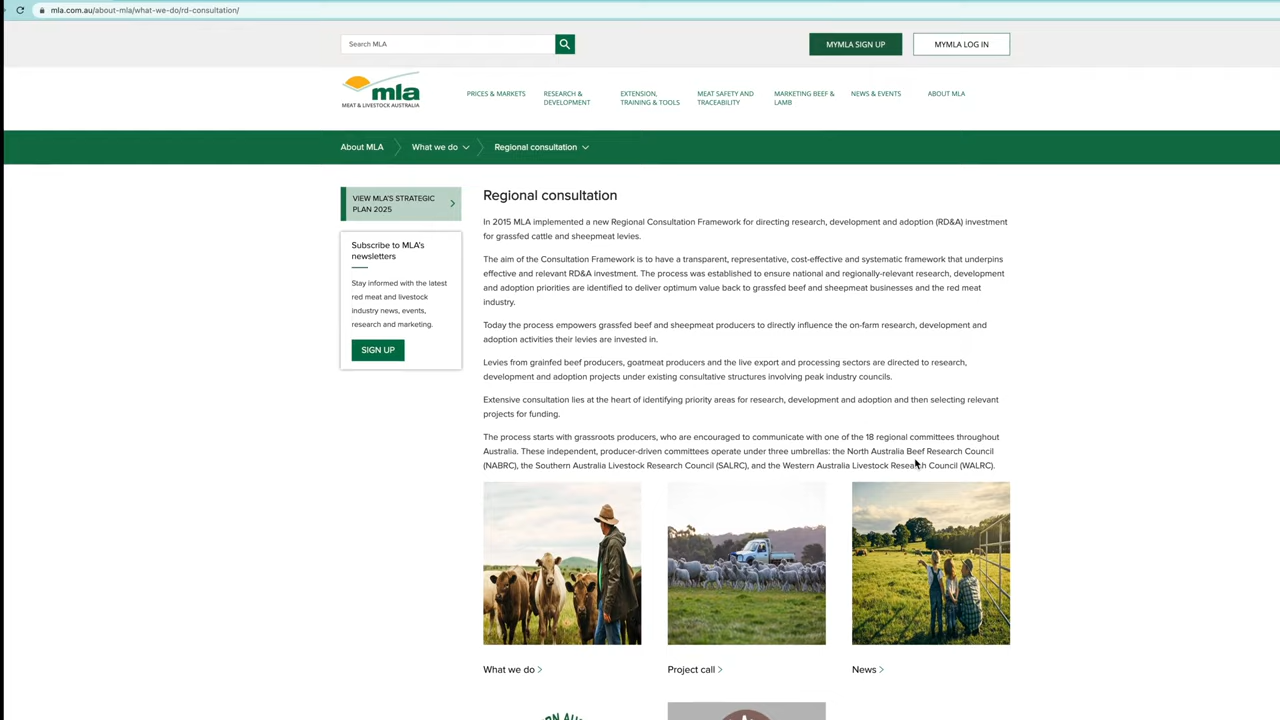 mla.com.au/about-mla/what-we-do/rd-consultation/
Search MLA
MYMLA SIGN UP
MYMLA LOG IN
mla
MEAT & LIVESTOCK AUSTRALIA
PRICES & MARKETS
RESEARCH &
DEVELOPMENT
EXTENSION,
TRAINING & TOOLS
MEAT SAFETY AND
TRACEABILITY
MARKETING BEEF &
LAMB
NEWS & EVENTS
ABOUT MLA
About MLA
What we do
Regional consultation
VIEW MLA'S STRATEGIC
PLAN 2025
Subscribe to MLA's
newsletters
Stay informed with the latest
red meat and livestock
industry news, events,
research and marketing.
SIGN UP
Regional consultation
In 2015 MLA implemented a new Regional Consultation Framework for directing research, development and adoption (RD&A) investment
for grassfed cattle and sheepmeat levies.
The aim of the Consultation Framework is to have a transparent, representative, cost-effective and systematic framework that underpins
effective and relevant RD&A investment. The process was established to ensure national and regionally-relevant research, development
and adoption priorities are identified to deliver optimum value back to grassfed beef and sheepmeat businesses and the red meat
industry.
Today the process empowers grassfed beef and sheepmeat producers to directly influence the on-farm research, development and
adoption activities their levies are invested in.
Levies from grainfed beef producers, goatmeat producers and the live export and processing sectors are directed to research,
development and adoption projects under existing consultative structures involving peak industry councils.
Extensive consultation lies at the heart of identifying priority areas for research, development and adoption and then selecting relevant
projects for funding.
The process starts with grassroots producers, who are encouraged to communicate with one of the 18 regional committees throughout
Australia. These independent, producer-driven committees operate under three umbrellas: the North Australia Beef Research Council
(NABRC), the Southern Australia Livestock Research Council (SALRC), and the Western Australia Livestock Research Council (WALRC).
What we do
Project call
News